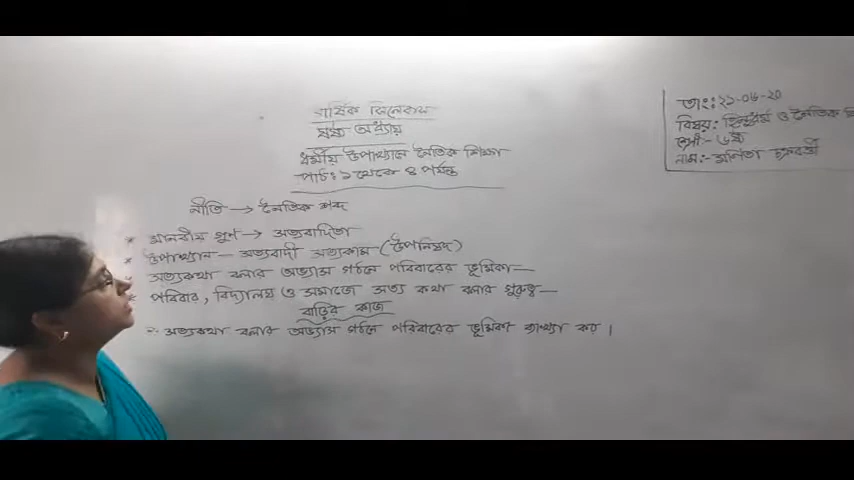 বার্ষিক সিলেবাস
ষষ্ঠ অধ্যায়
ধর্মীয় উপাখ্যানে নৈতিক শিক্ষা
পাঠ: ১ থেকে ৪ পর্যন্ত
তাং: ২১-০৬-২০
বিষয়: হিন্দুধর্ম ও নৈতিক
শ্রেণী:- ৬ষ্ঠ
নাম:- চক্রবর্ত্তী
নীতি → নৈতিক শব্দ
* মানবীয় গুণ → সত্যবাদিতা
* উপাখ্যান - সত্যবাদী সত্যকাম (উপনিষদ)
সত্যকথা বলার অভ্যাস গঠনে পরিবারের ভূমিকা—
* পরিবার, বিদ্যালয় ও সমাজে সত্য কথা বলার গুরুত্ব—
বাড়ির কাজ
সত্যকথা বলার অভ্যাস গঠনে পরিবারের ভূমিকা ব্যাখ্যা কর।